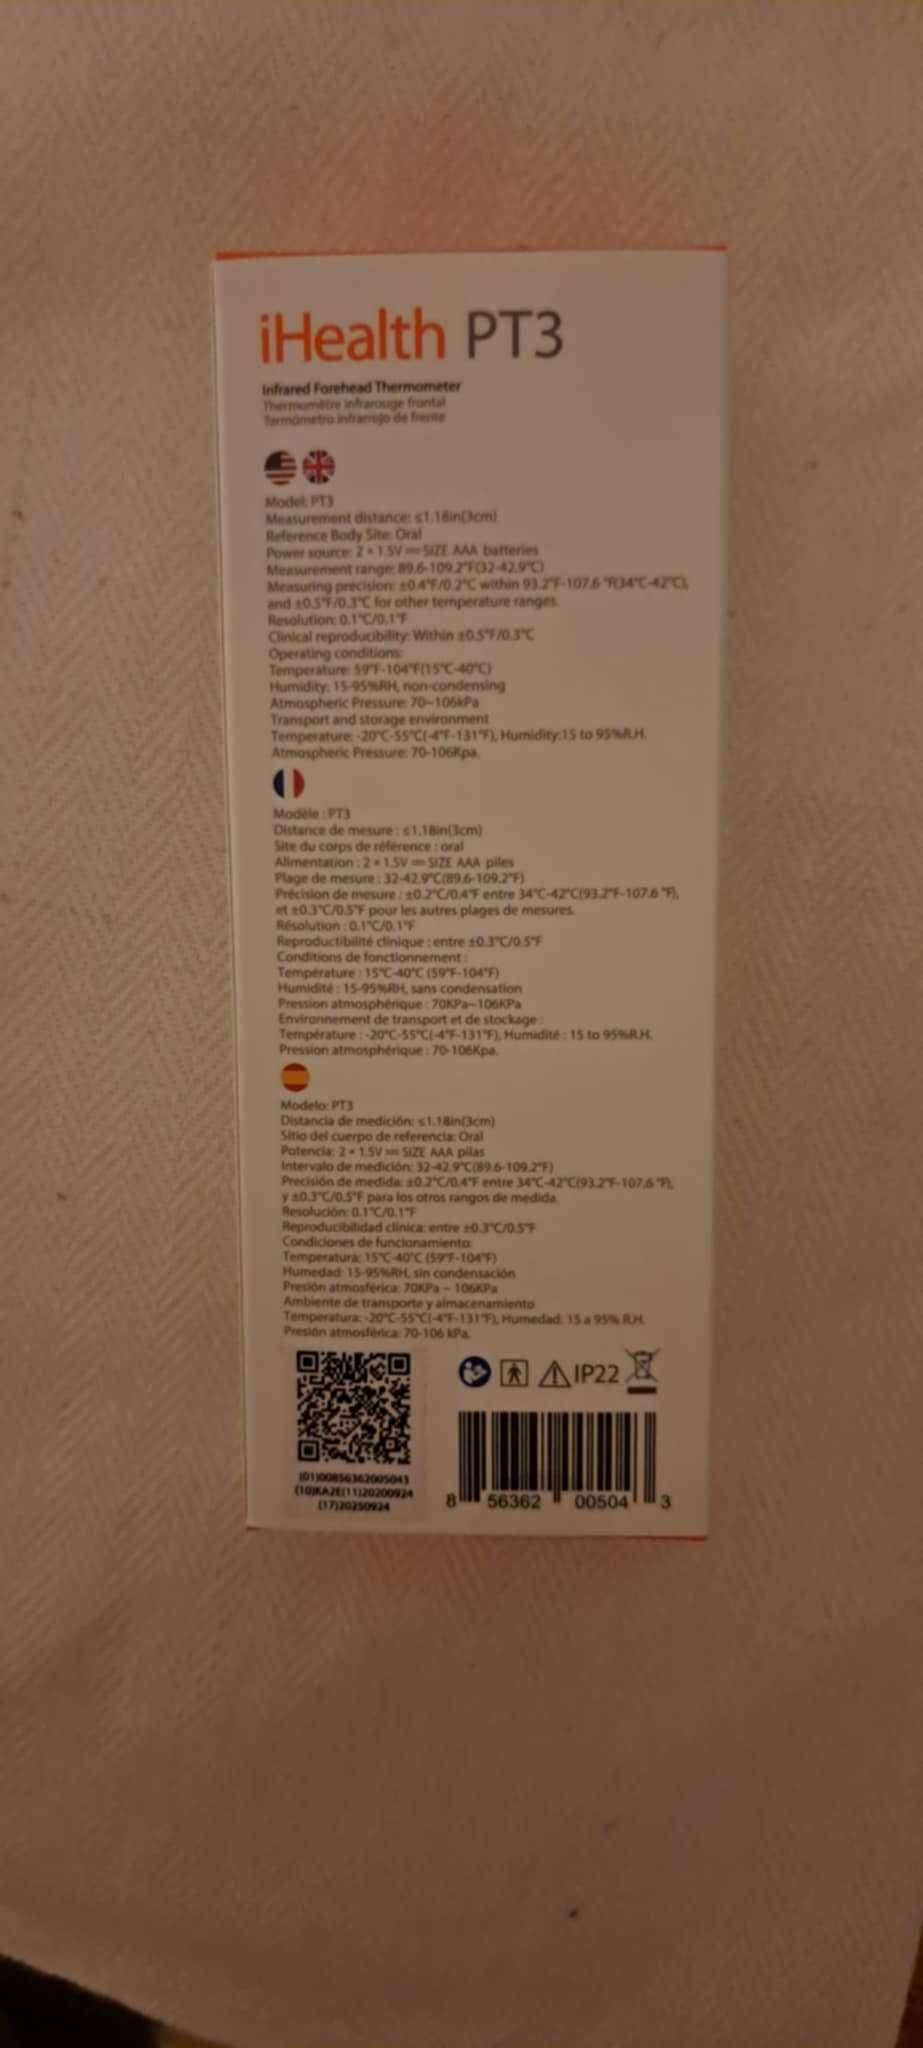 iHealth PT3
Infrared Forehead Thermometer
Thermomètre infrarouge frontal
Termómetro infrarrojo de frente
Model: PT3
Measurement distance: ≤1.18in(3cm)
Reference Body Site: Oral
Power source: 2 * 1.5V ⎓ SIZE AAA batteries
Measurement range: 89.6-109.2°F(32-42.9°C)
Measuring precision: ±0.4°F/0.2°C within 93.2°F-107.6 °F(34°C-42°C),
and ±0.5°F/0.3°C for other temperature ranges.
Resolution: 0.1°C/0.1°F
Clinical reproducibility: Within ±0.5°F/0.3°C
Operating conditions:
Temperature: 59°F-104°F(15°C-40°C)
Humidity: 15-95%RH, non-condensing
Atmospheric Pressure: 70~106kPa
Transport and storage environment
Temperature: -20°C-55°C(-4°F-131°F), Humidity:15 to 95%R.H.
Atmospheric Pressure: 70-106Kpa.
Modèle : PT3
Distance de mesure : ≤1.18in(3cm)
Site du corps de référence : oral
Alimentation : 2 * 1.5V ⎓ SIZE AAA piles
Plage de mesure : 32-42.9°C(89.6-109.2°F)
Précision de mesure : ±0.2°C/0.4°F entre 34°C-42°C(93.2°F-107.6 °F),
et ±0.3°C/0.5°F pour les autres plages de mesures.
Résolution : 0.1°C/0.1°F
Reproductibilité clinique : entre ±0.3°C/0.5°F
Conditions de fonctionnement :
Température : 15°C-40°C (59°F-104°F)
Humidité : 15-95%RH, sans condensation
Pression atmosphérique : 70KPa~106KPa
Environnement de transport et de stockage :
Température : -20°C-55°C(-4°F-131°F), Humidité : 15 to 95%R.H.
Pression atmosphérique : 70-106Kpa.
Modelo: PT3
Distancia de medición: ≤1.18in(3cm)
Sitio del cuerpo de referencia: Oral
Potencia: 2 * 1.5V ⎓ SIZE AAA pilas
Intervalo de medición: 32-42.9°C(89.6-109.2°F)
Precisión de medida: ±0.2°C/0.4°F entre 34°C-42°C(93.2°F-107.6 °F),
y ±0.3°C/0.5°F para los otros rangos de medida.
Resolución: 0.1°C/0.1°F
Reproducibilidad clínica: entre ±0.3°C/0.5°F
Condiciones de funcionamiento:
Temperatura: 15°C-40°C (59°F-104°F)
Humedad: 15-95%RH, sin condensación
Presión atmosférica: 70KPa ~ 106KPa
Ambiente de transporte y almacenamiento
Temperatura: -20°C-55°C(-4°F-131°F), Humedad: 15 a 95% R.H.
Presión atmosférica: 70-106 kPa.
IP22
(01)00856362005043
(10)KA2E(11)20200924
(17)20250924
8 56362 00504 3